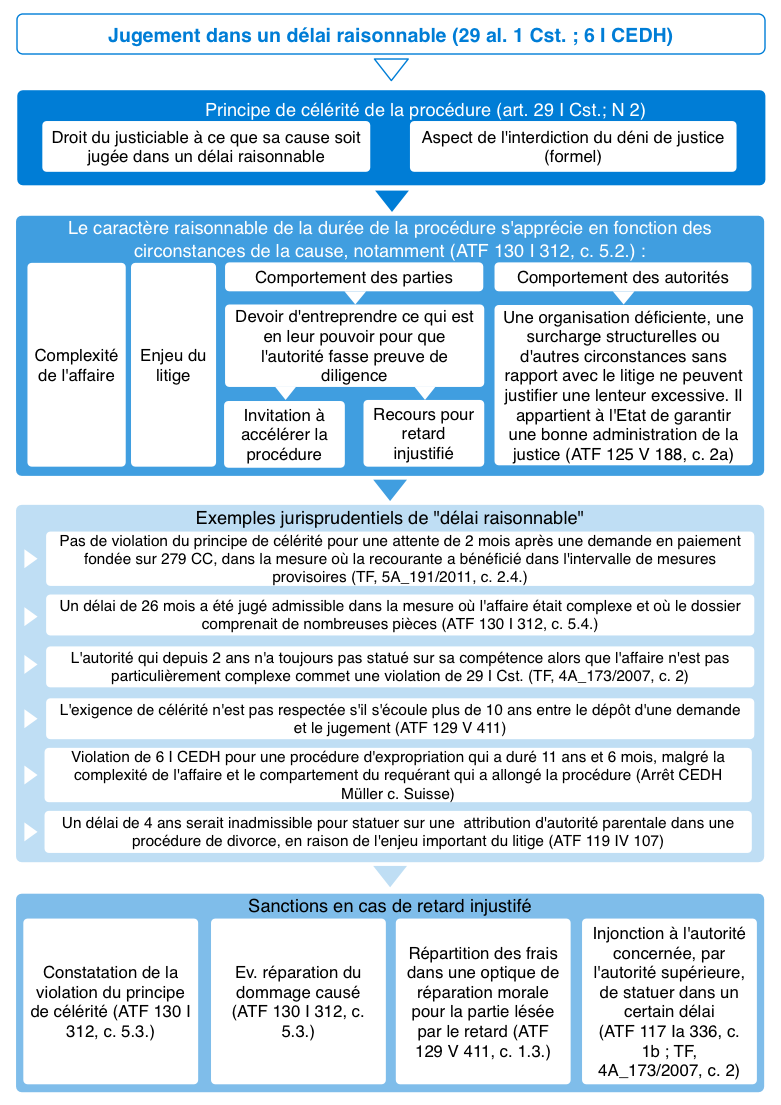 Jugement dans un délai raisonnable (29 al. 1 Cst. ; 6 I CEDH)
Principe de célérité de la procédure (art. 29 I Cst.; N 2)
Droit du justiciable à ce que sa cause soit
jugée dans un délai raisonnable
Aspect de l'interdiction du déni de justice
(formel)
Le caractère raisonnable de la durée de la procédure s'apprécie en fonction des
circonstances de la cause, notamment (ATF 130 I 312, c. 5.2.) :
Complexité
de l'affaire
Enjeu du
litige
Comportement des parties
Devoir d'entreprendre ce qui est
en leur pouvoir pour que
l'autorité fasse preuve de
diligence
Invitation à
accélérer la
procédure
Recours pour
retard
injustifié
Comportement des autorités
Une organisation déficiente, une
surcharge structurelles ou
d'autres circonstances sans
rapport avec le litige ne peuvent
justifier une lenteur excessive. Il
appartient à l'Etat de garantir
une bonne administration de la
justice (ATF 125 V 188, c. 2a)
Exemples jurisprudentiels de "délai raisonnable"
Pas de violation du principe de célérité pour une attente de 2 mois après une demande en paiement
fondée sur 279 CC, dans la mesure où la recourante a bénéficié dans l'intervalle de mesures
provisoires (TF, 5A_191/2011, c. 2.4.)
Un délai de 26 mois a été jugé admissible dans la mesure où l'affaire était complexe et où le dossier
comprenait de nombreuses pièces (ATF 130 I 312, c. 5.4.)
L'autorité qui depuis 2 ans n'a toujours pas statué sur sa compétence alors que l'affaire n'est pas
particulièrement complexe commet une violation de 29 I Cst. (TF, 4A_173/2007, c. 2)
L'exigence de célérité n'est pas respectée s'il s'écoule plus de 10 ans entre le dépôt d'une demande
et le jugement (ATF 129 V 411)
Violation de 6 I CEDH pour une procédure d'expropriation qui a duré 11 ans et 6 mois, malgré la
complexité de l'affaire et le compartement du requérant qui a allongé la procédure (Arrêt CEDH
Müller c. Suisse)
Un délai de 4 ans serait inadmissible pour statuer sur une attribution d'autorité parentale dans une
procédure de divorce, en raison de l'enjeu important du litige (ATF 119 IV 107)
Sanctions en cas de retard injustifé
Constatation de la
violation du principe
de célérité (ATF 130 I
312, c. 5.3.)
Ev. réparation du
dommage causé
(ATF 130 I 312, c.
5.3.)
Répartition des frais
dans une optique de
réparation morale
pour la partie lésée
par le retard (ATF
129 V 411, c. 1.3.)
Injonction à l'autorité
concernée, par
l'autorité supérieure,
de statuer dans un
certain délai
(ATF 117 Ia 336, c.
1b ; TF,
4A_173/2007, c. 2)